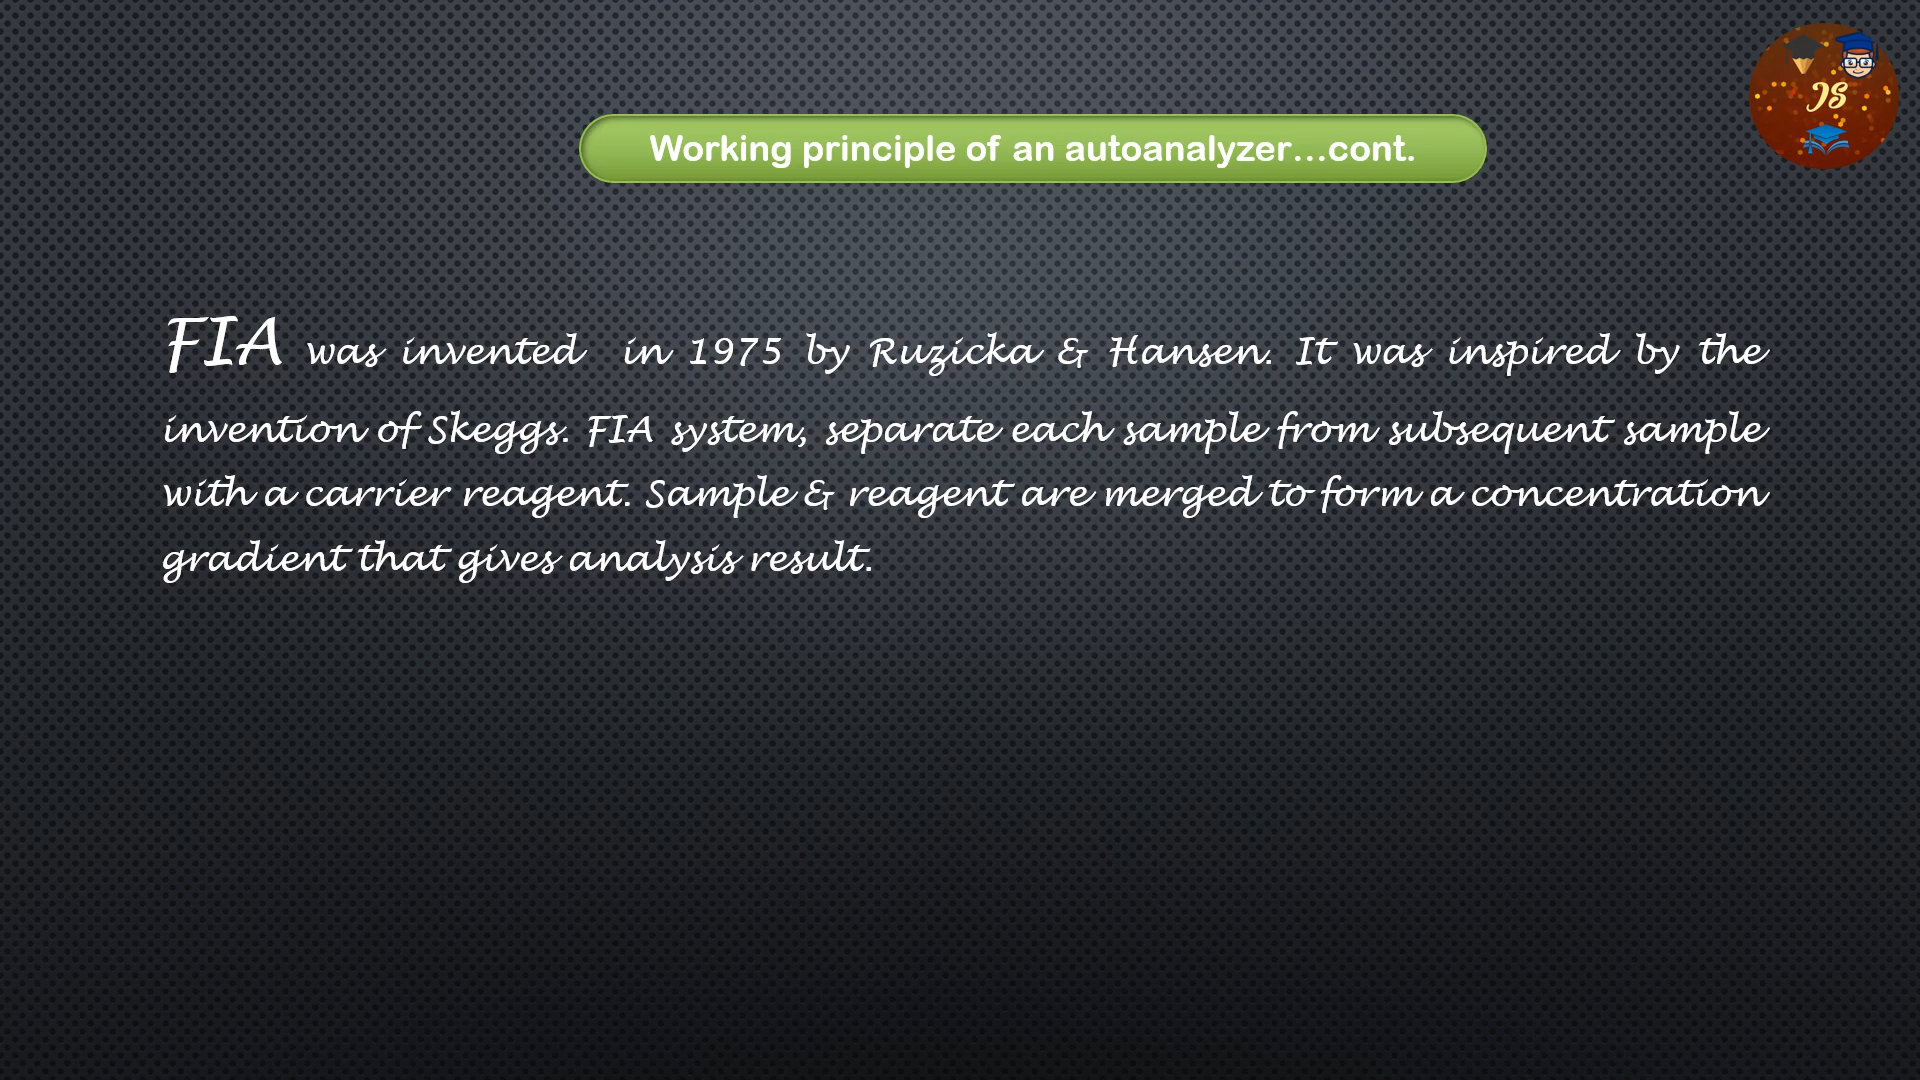 JS
Working principle of an autoanalyzer...cont.
FIA was invented in 1975 by Ruzicka & Hansen. It was inspired by the
invention of Skeggs. FIA system, separate each sample from subsequent sample
with a carrier reagent. Sample & reagent are merged to form a concentration
gradient that gives analysis result.